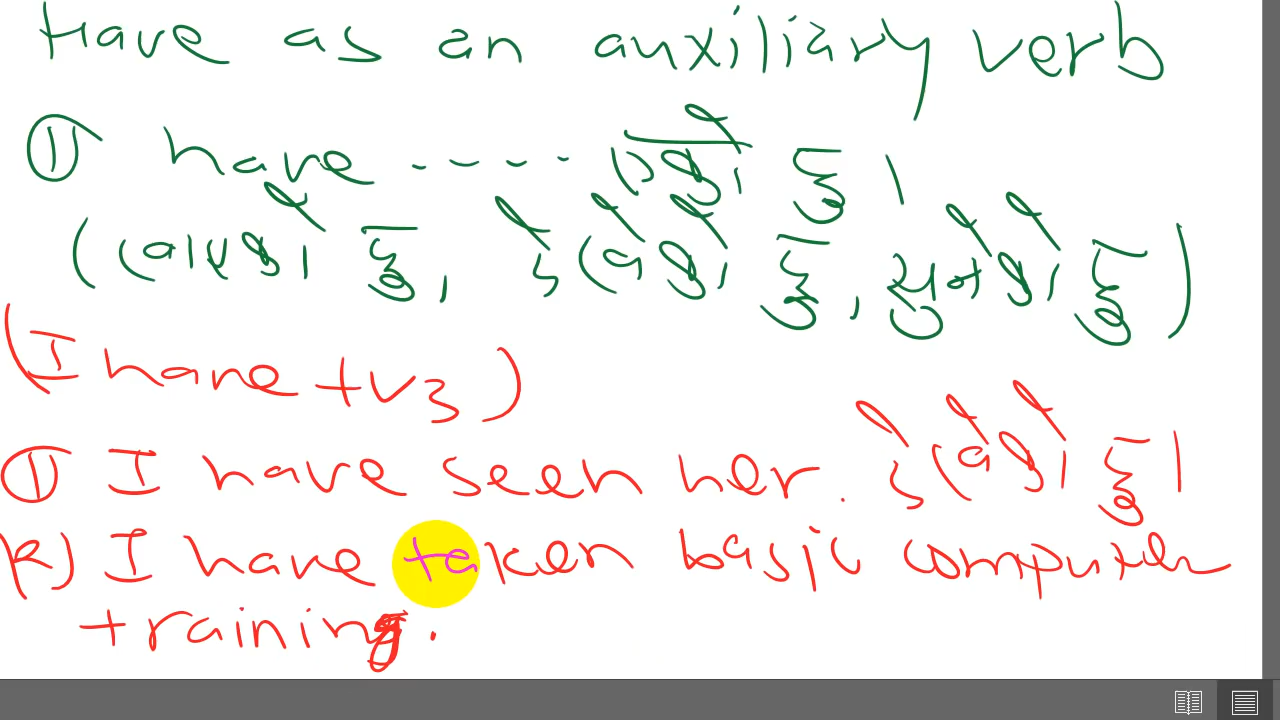 Have as an auxiliary verb
① have ..... एको छु।
(खाएको छु, देखेको छु, सुतेको छु)
(I have + v3)
① I have seen her. देखेको छु।
2) I have taken basic computer
training.